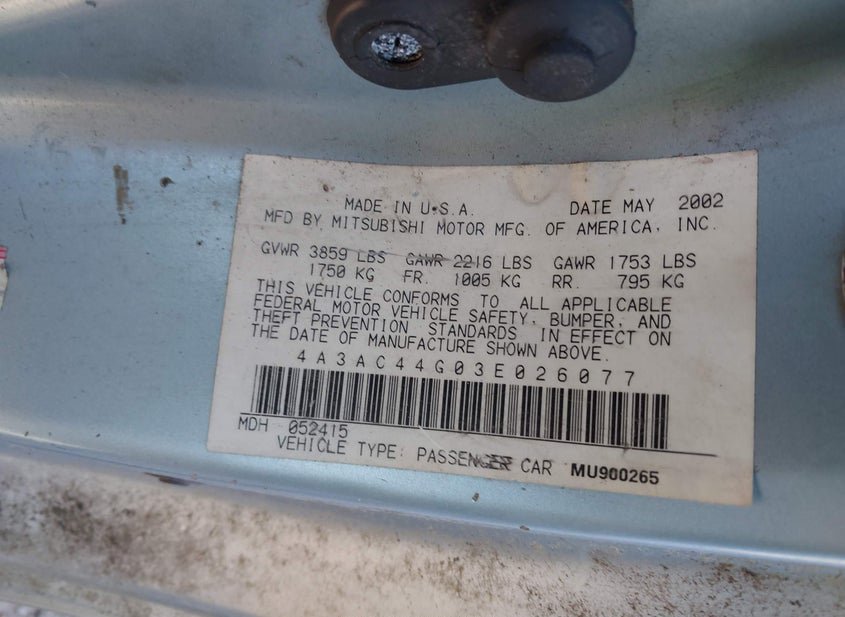 MADE IN U.S.A. DATE MAY 2002
MFD BY MITSUBISHI MOTOR MFG. OF AMERICA, INC.
GVWR 3859 LBS GAWR 2216 LBS GAWR 1753 LBS
1750 KG FR. 1005 KG RR. 795 KG
THIS VEHICLE CONFORMS TO ALL APPLICABLE
FEDERAL MOTOR VEHICLE SAFETY, BUMPER, AND
THEFT PREVENTION STANDARDS IN EFFECT ON
THE DATE OF MANUFACTURE SHOWN ABOVE.
4A3AC44G03E026077
MDH 052415
VEHICLE TYPE: PASSENGER CAR MU900265